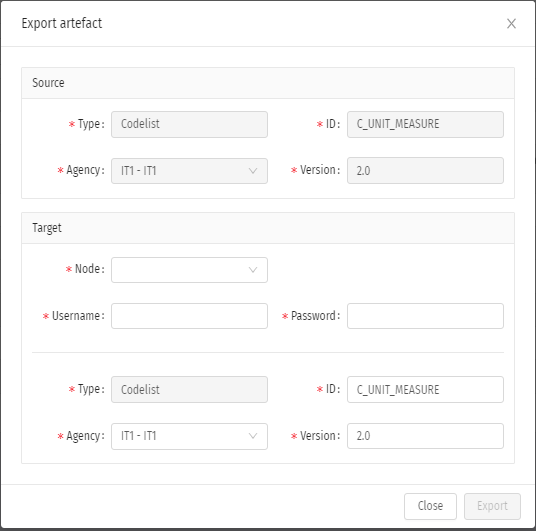 Export artefact
Source
* Type: Codelist * ID: C_UNIT_MEASURE
* Agency: IT1 - IT1 * Version: 2.0
Target
* Node:
* Username: * Password:
* Type: Codelist * ID: C_UNIT_MEASURE
* Agency: IT1 - IT1 * Version: 2.0
Close Export